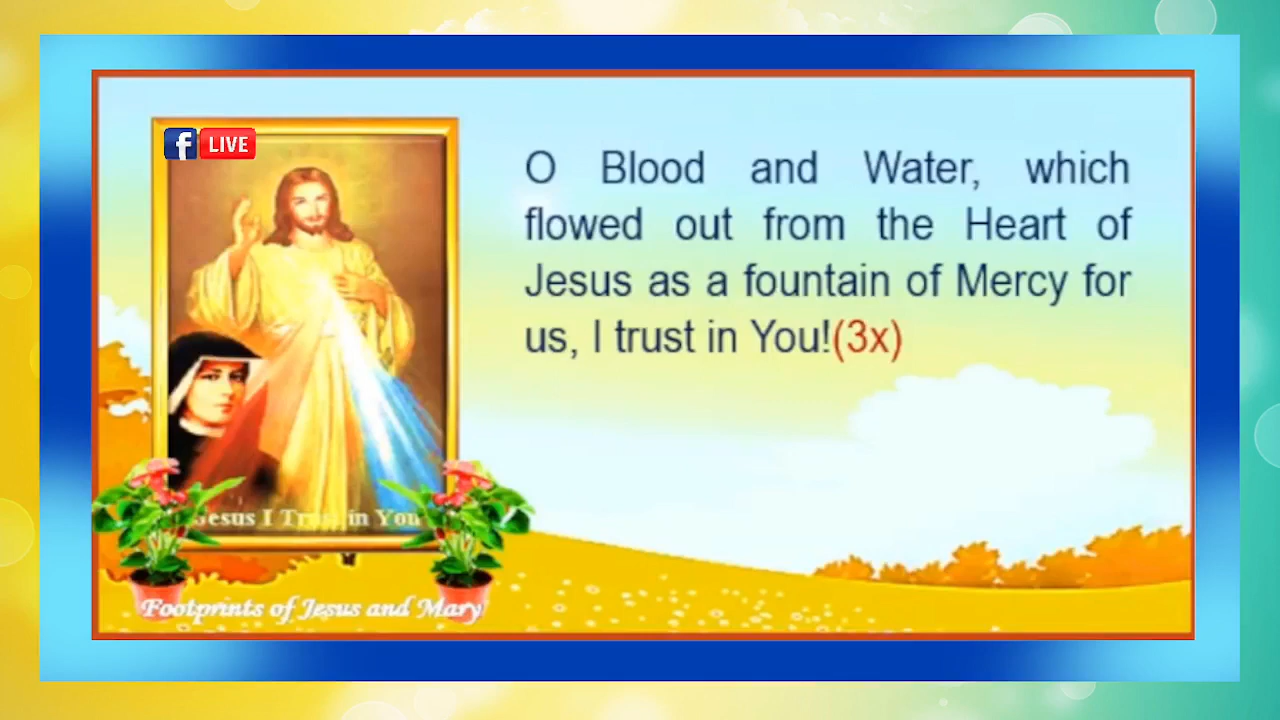 f LIVE
O Blood and Water, which
flowed out from the Heart of
Jesus as a fountain of Mercy for
us, I trust in You!(3x)
Jesus I Trust in You
Footprints of Jesus and Mary